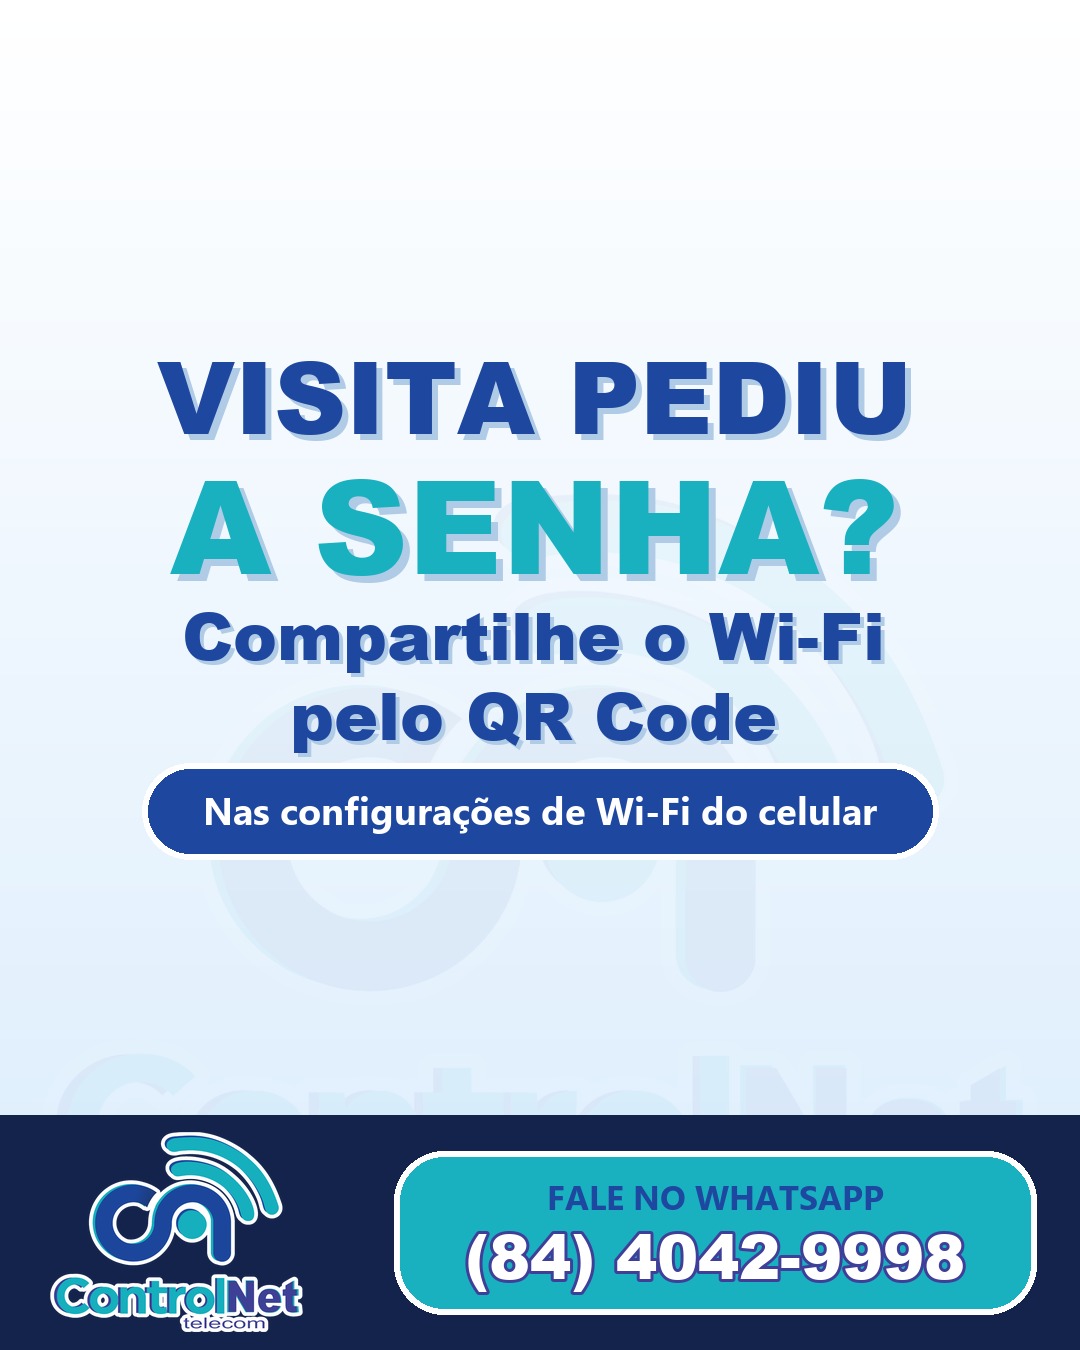 VISITA PEDIU
A SENHA?
Compartilhe o Wi-Fi
pelo QR Code
Nas configurações de Wi-Fi do celular
ControlNet
ControlNet
telecom
FALE NO WHATSAPP
(84) 4042-9998